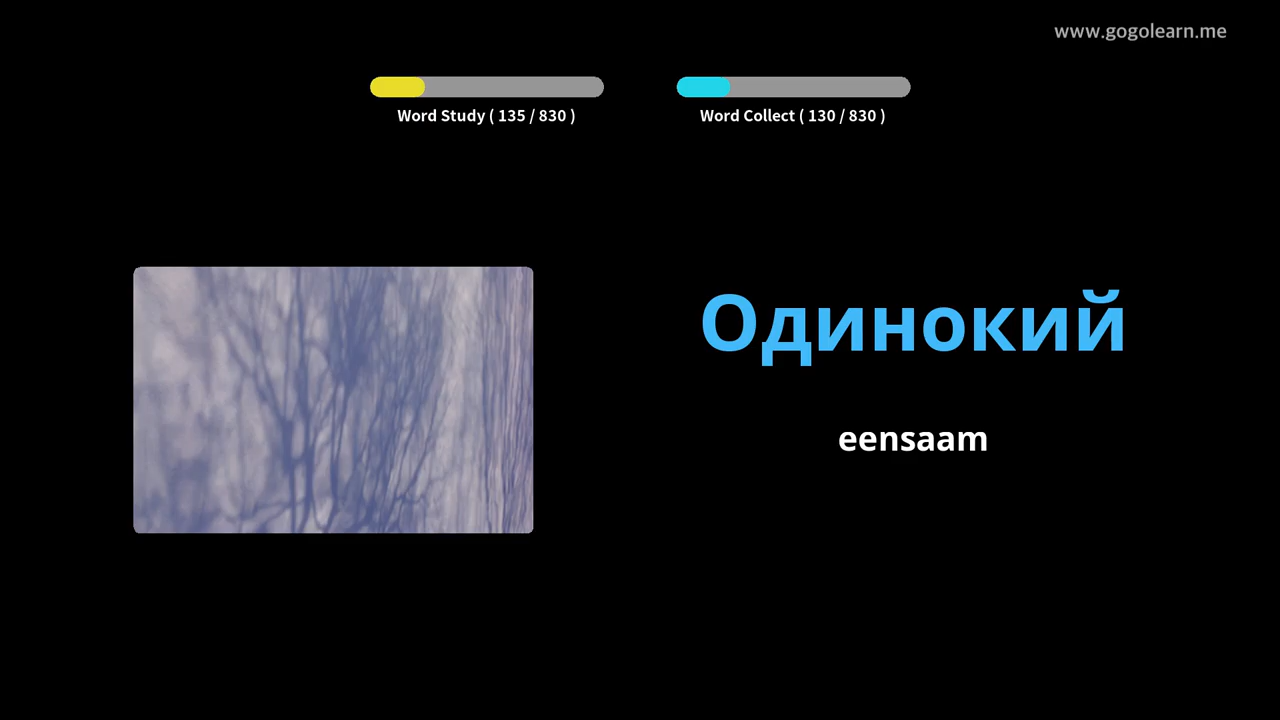 www.gogolearn.me
Word Study ( 135 / 830 )
Word Collect ( 130 / 830 )
Одинокий
eensaam